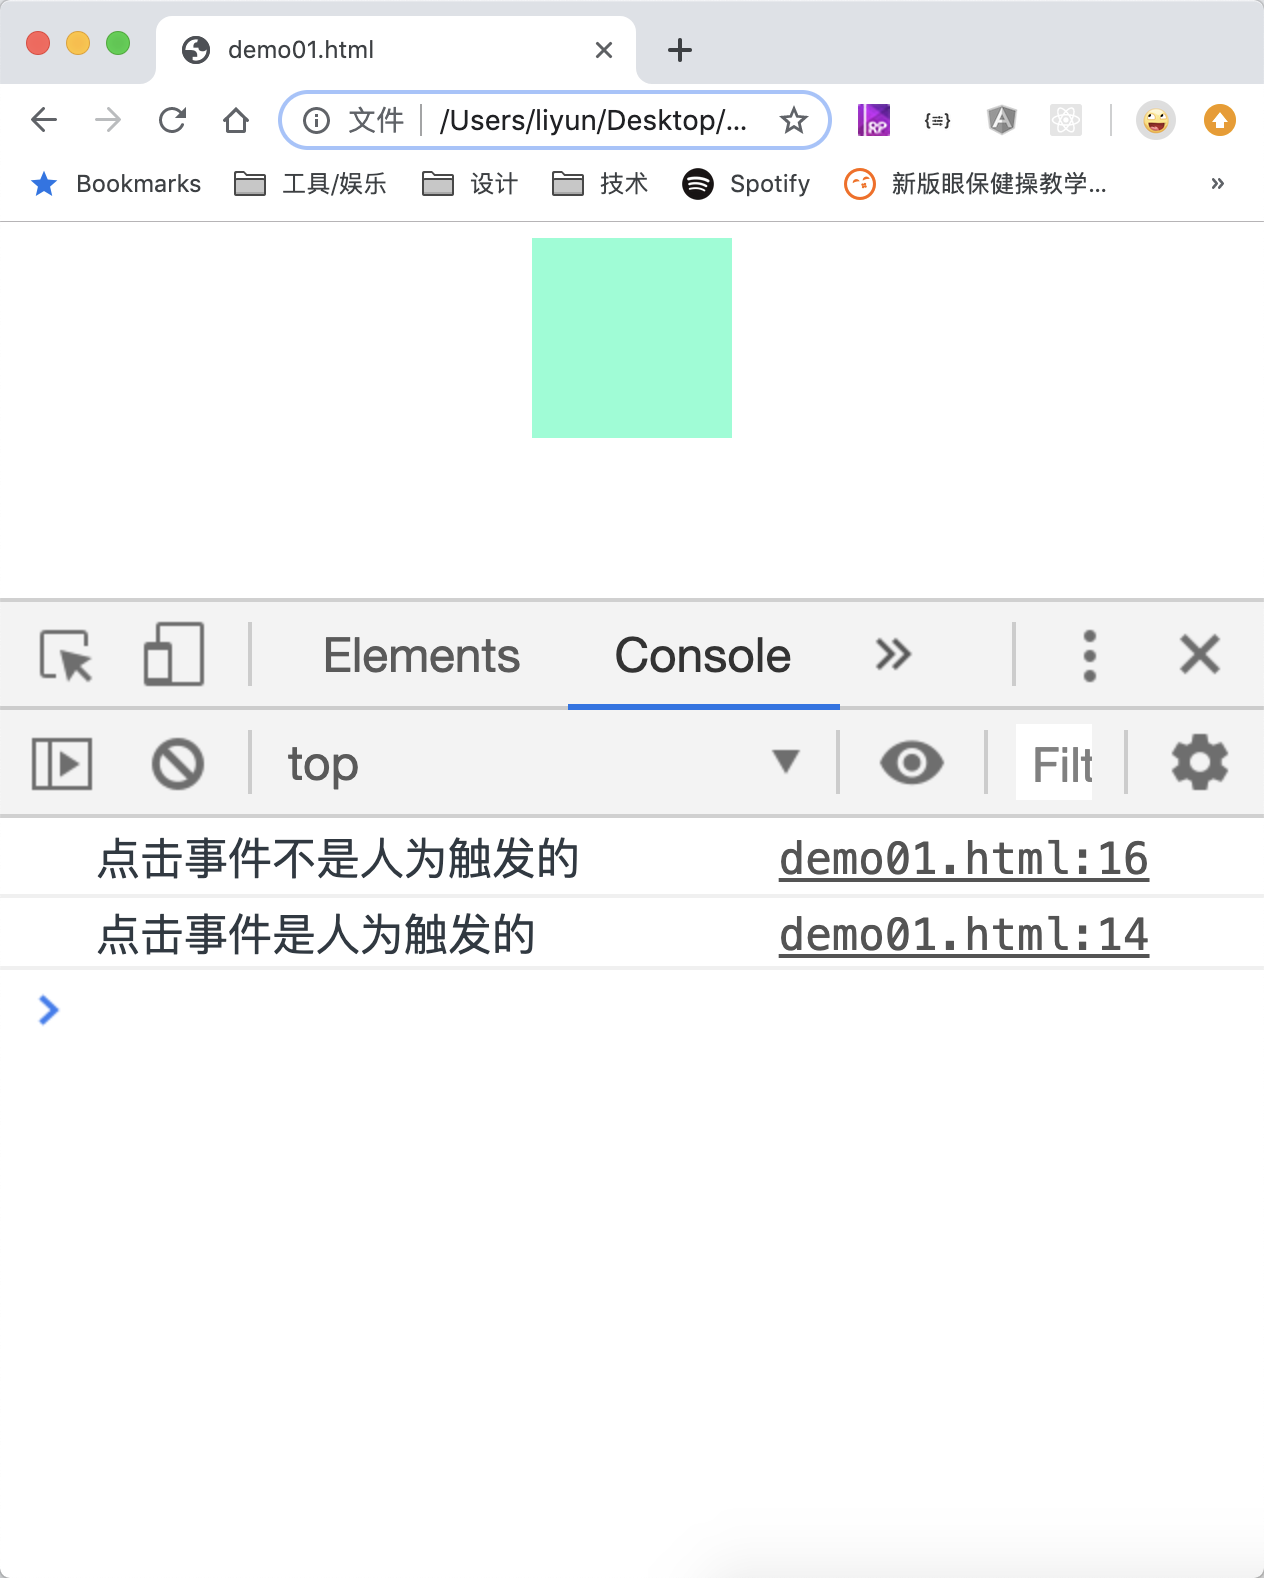 demo01.html
文件 /Users/liyun/Desktop/...
Bookmarks 工具/娱乐 设计 技术 Spotify 新版眼保健操教学... »
Elements Console
top Filt
点击事件不是人为触发的 demo01.html:16
点击事件是人为触发的 demo01.html:14